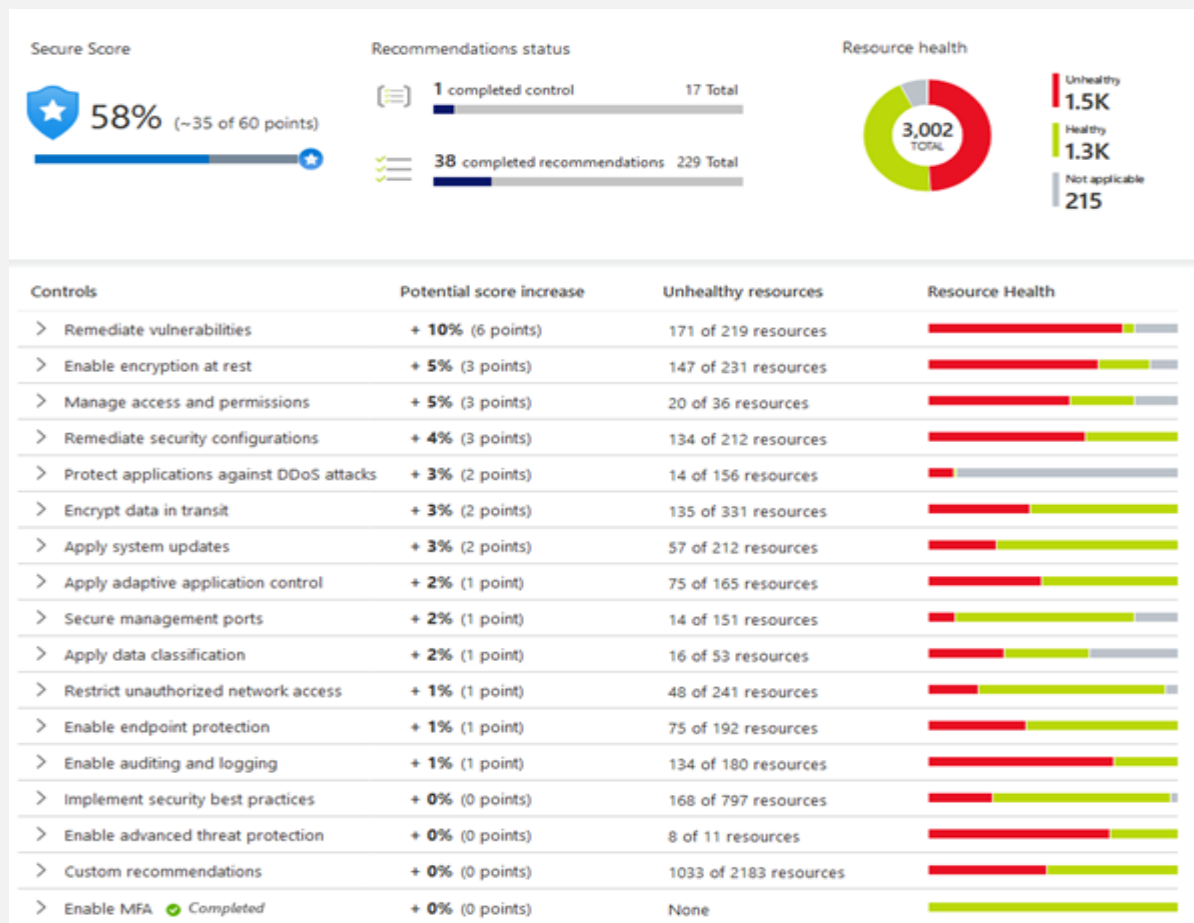 Secure Score
58% (~35 of 60 points)
Recommendations status
1 completed control 17 Total
38 completed recommendations 229 Total
Resource health
3,002
TOTAL
Unhealthy
1.5K
Healthy
1.3K
Not applicable
215
Controls Potential score increase Unhealthy resources Resource Health
Remediate vulnerabilities + 10% (6 points) 171 of 219 resources
Enable encryption at rest + 5% (3 points) 147 of 231 resources
Manage access and permissions + 5% (3 points) 20 of 36 resources
Remediate security configurations + 4% (3 points) 134 of 212 resources
Protect applications against DDoS attacks + 3% (2 points) 14 of 156 resources
Encrypt data in transit + 3% (2 points) 135 of 331 resources
Apply system updates + 3% (2 points) 57 of 212 resources
Apply adaptive application control + 2% (1 point) 75 of 165 resources
Secure management ports + 2% (1 point) 14 of 151 resources
Apply data classification + 2% (1 point) 16 of 53 resources
Restrict unauthorized network access + 1% (1 point) 48 of 241 resources
Enable endpoint protection + 1% (1 point) 75 of 192 resources
Enable auditing and logging + 1% (1 point) 134 of 180 resources
Implement security best practices + 0% (0 points) 168 of 797 resources
Enable advanced threat protection + 0% (0 points) 8 of 11 resources
Custom recommendations + 0% (0 points) 1033 of 2183 resources
Enable MFA Completed + 0% (0 points) None